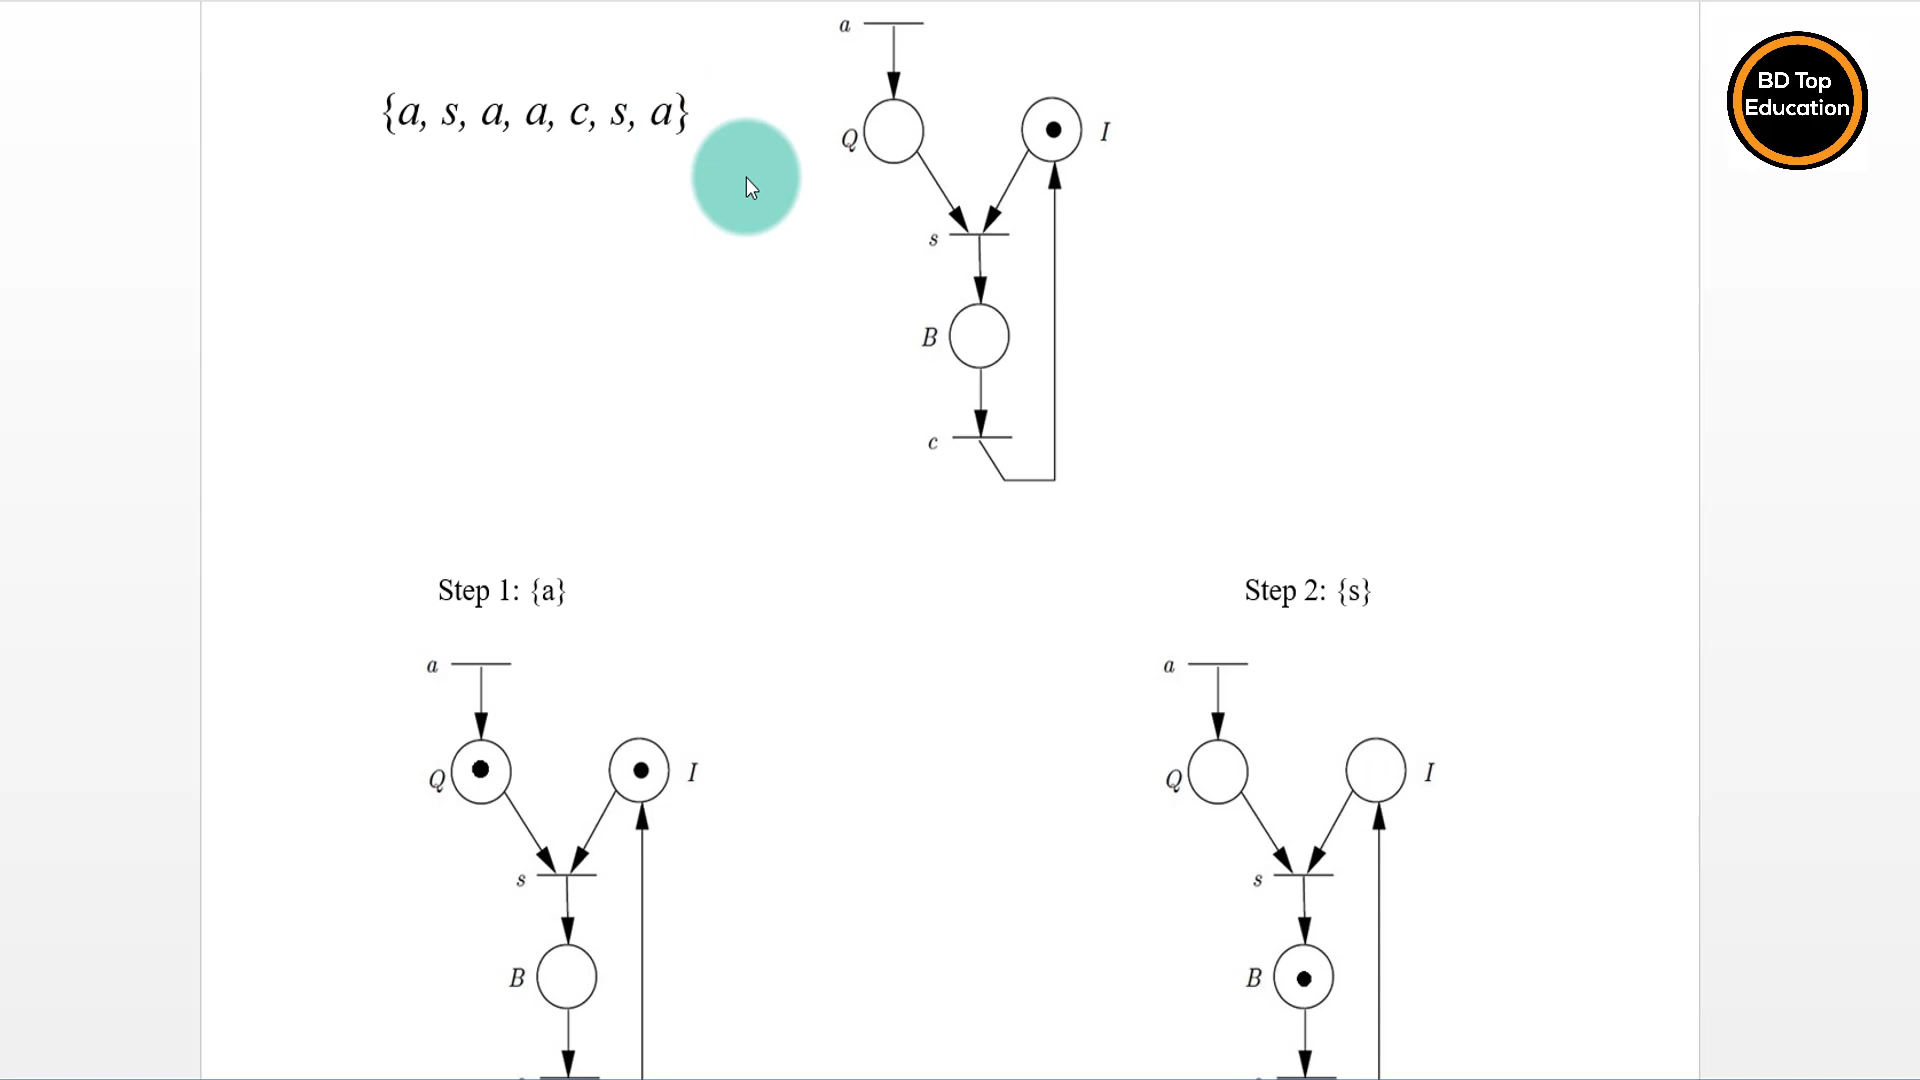 a
BD Top
Education
{a, s, a, a, c, s, a}
Q
I
s
B
c
Step 1: {a}
Step 2: {s}
a
a
Q
I
Q
I
s
s
B
B